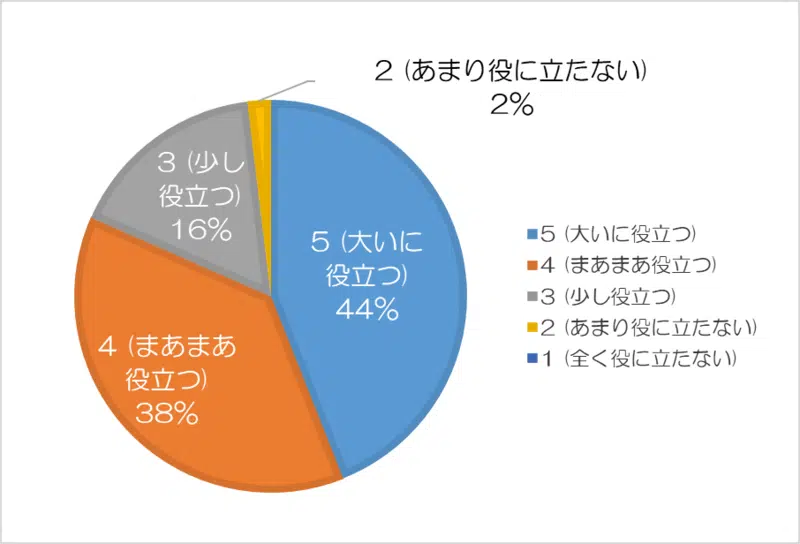 2 (あまり役に立たない)
2%
3 (少し
役立つ)
16%
5 (大いに
役立つ)
44%
4 (まあまあ
役立つ)
38%
5 (大いに役立つ)
4 (まあまあ役立つ)
3 (少し役立つ)
2 (あまり役に立たない)
1 (全く役に立たない)